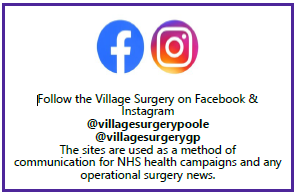 Follow the Village Surgery on Facebook &
Instagram
@villagesurgerypoole
@villagesurgerygp
The sites are used as a method of
communication for NHS health campaigns and any
operational surgery news.